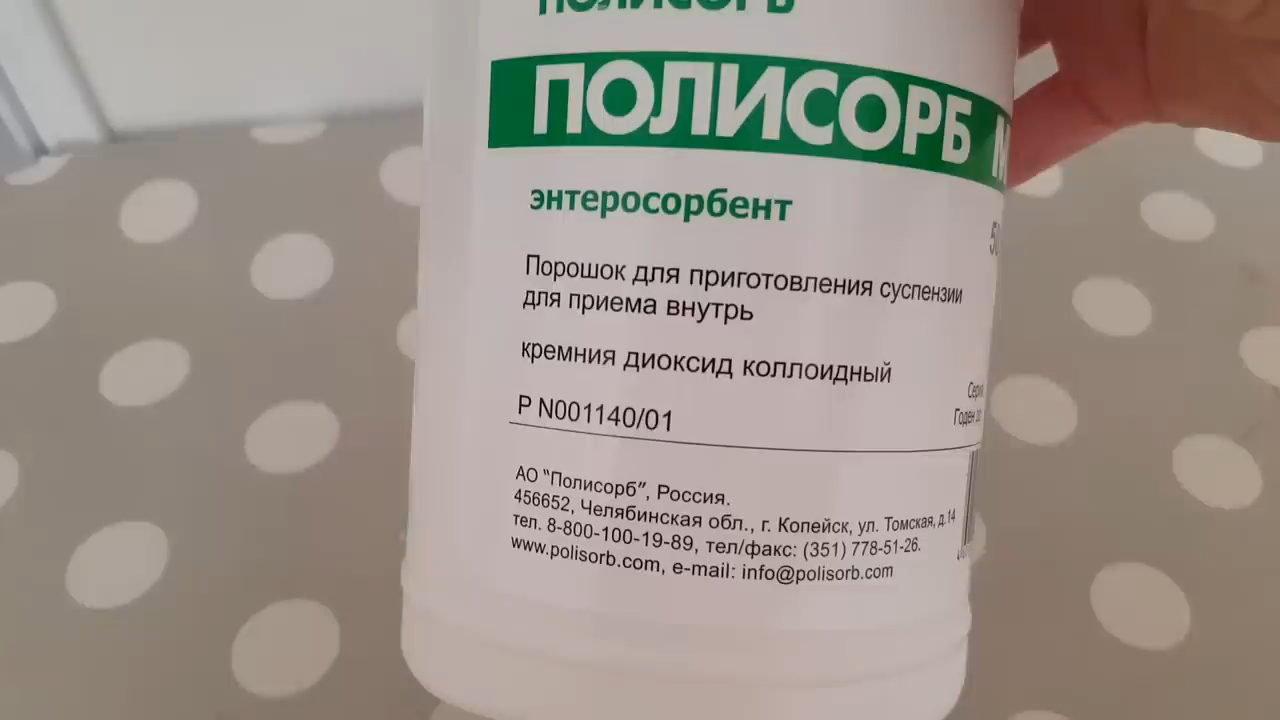 ПОЛИСОРБ
ПОЛИСОРБ М
энтеросорбент
Порошок для приготовления суспензии
для приема внутрь
кремния диоксид коллоидный
Р N001140/01
Годен до
АО "Полисорб", Россия.
456652, Челябинская обл., г. Копейск, ул. Томская, д.14
тел. 8-800-100-19-89, тел/факс: (351) 778-51-26.
www.polisorb.com, e-mail: info@polisorb.com